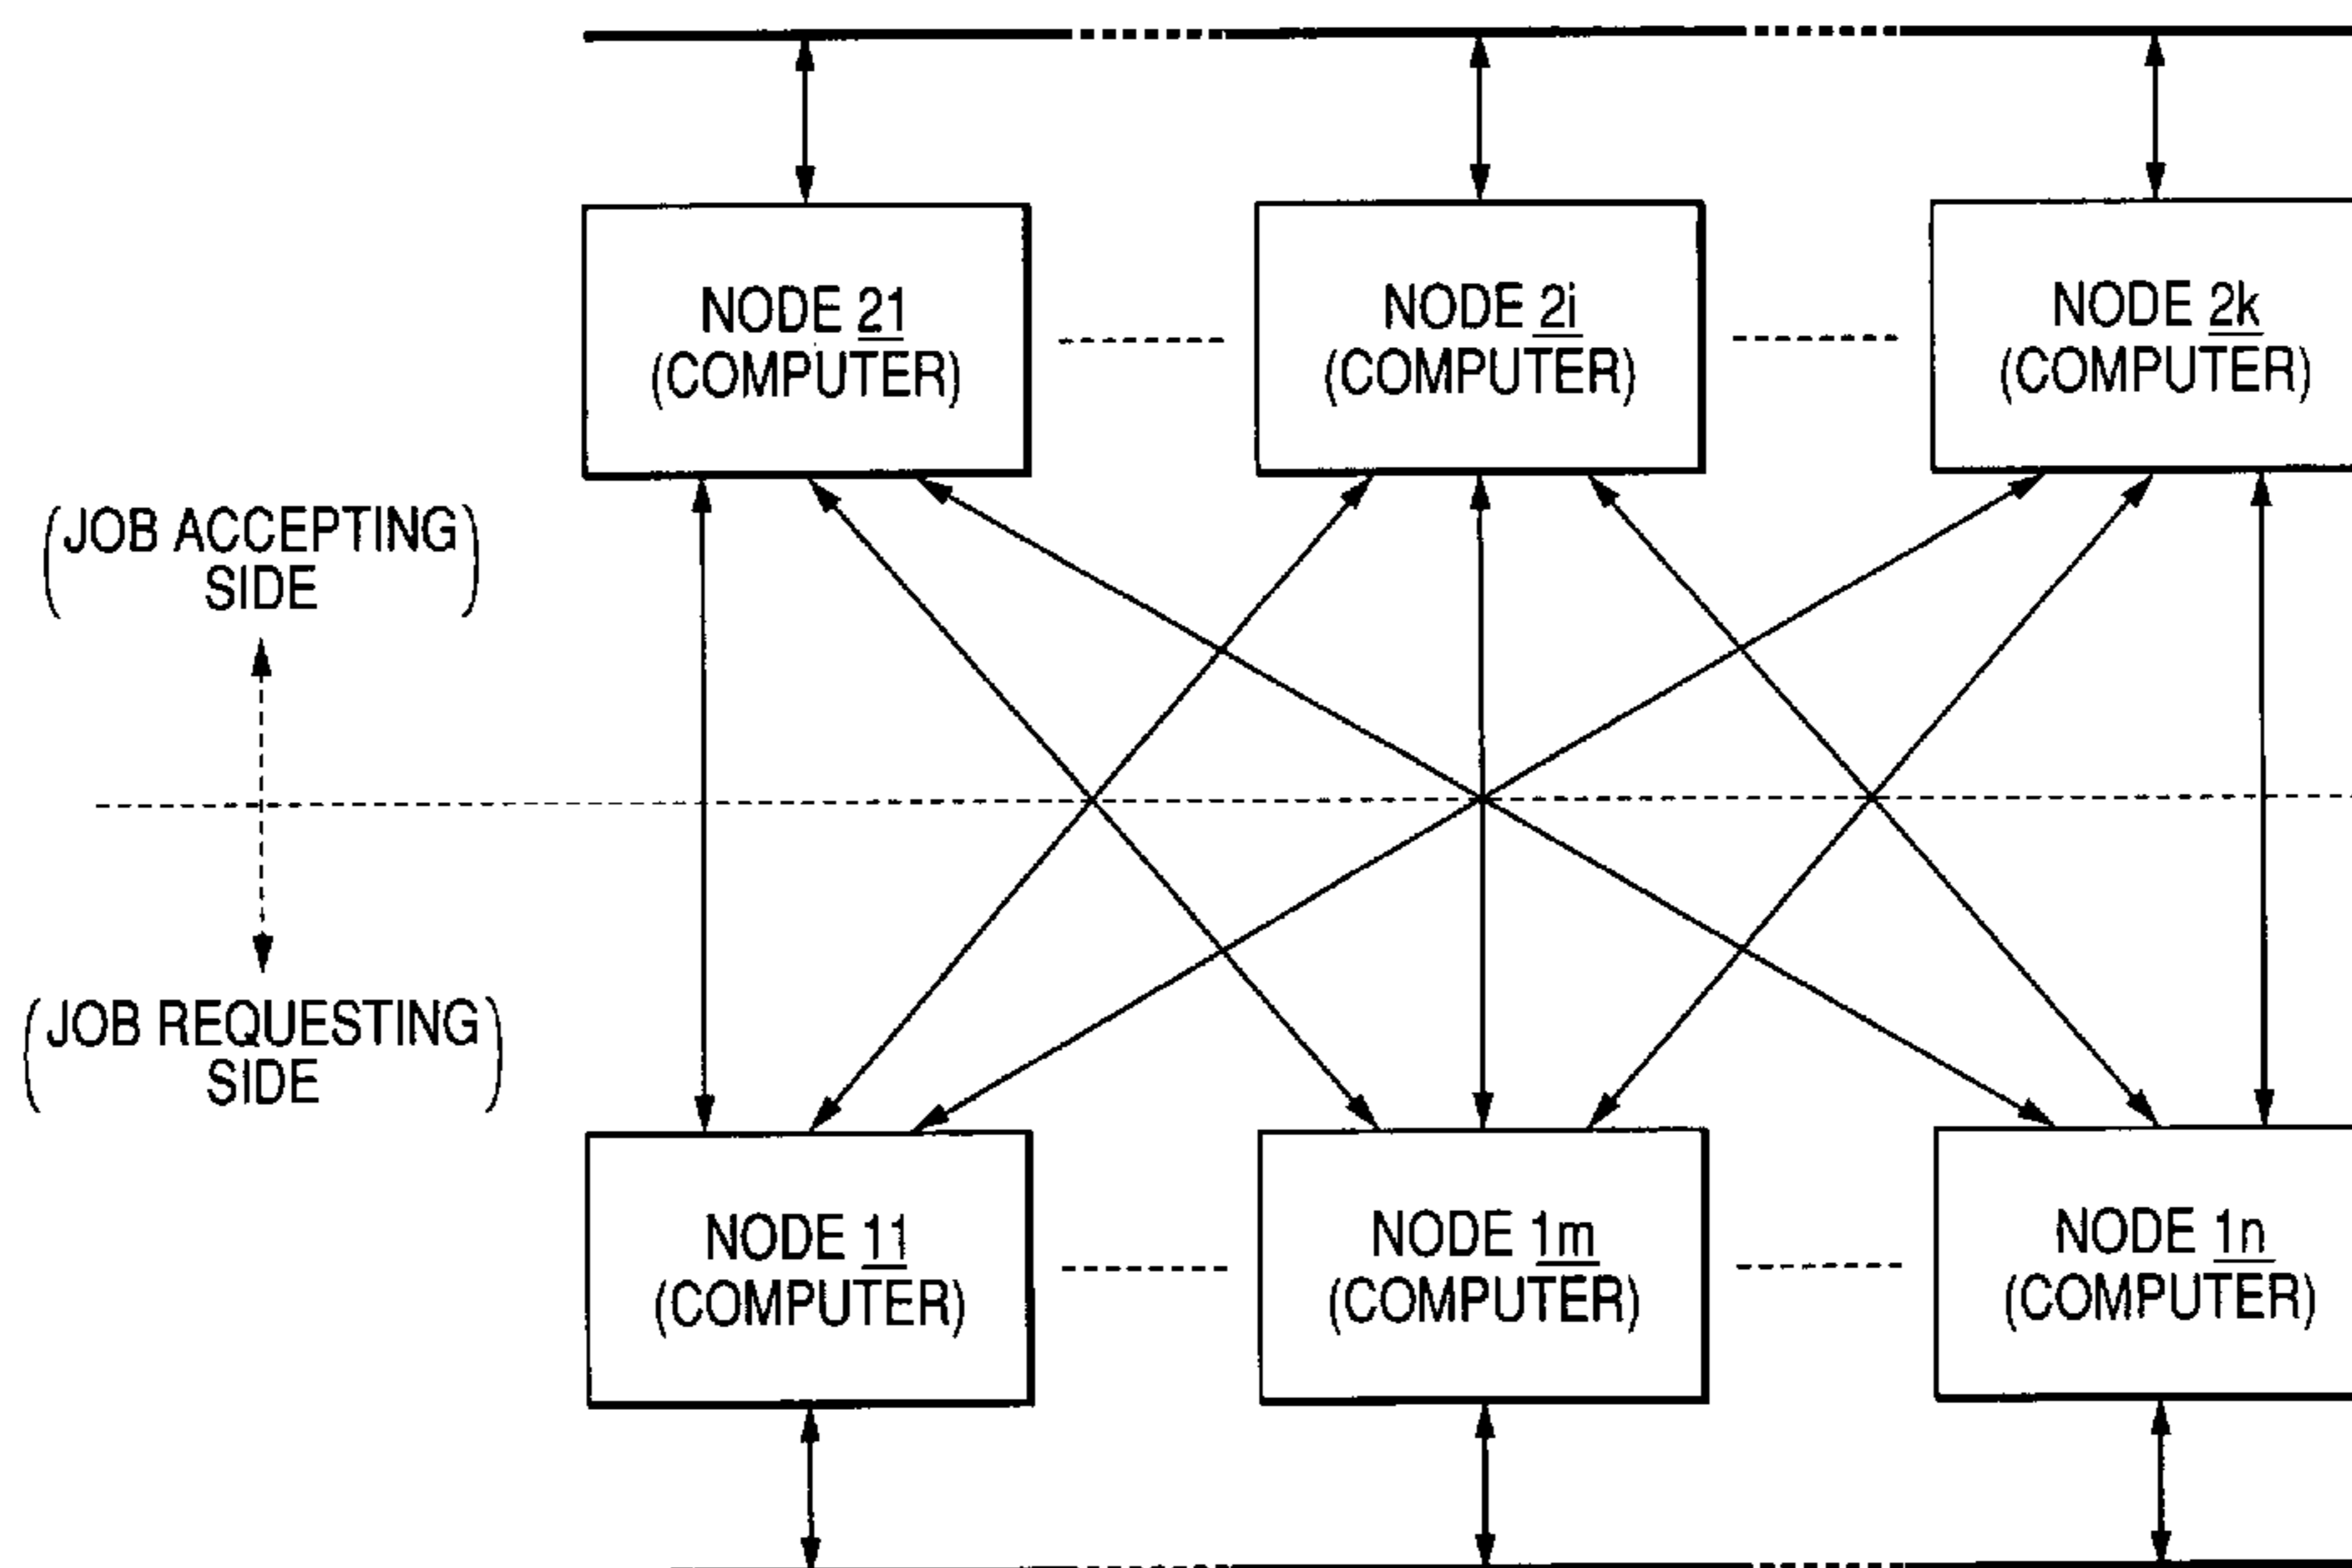 NODE 21
(COMPUTER)
NODE 2i
(COMPUTER)
NODE 2k
(COMPUTER)
(JOB ACCEPTING
SIDE)
(JOB REQUESTING
SIDE)
NODE 11
(COMPUTER)
NODE 1m
(COMPUTER)
NODE 1n
(COMPUTER)